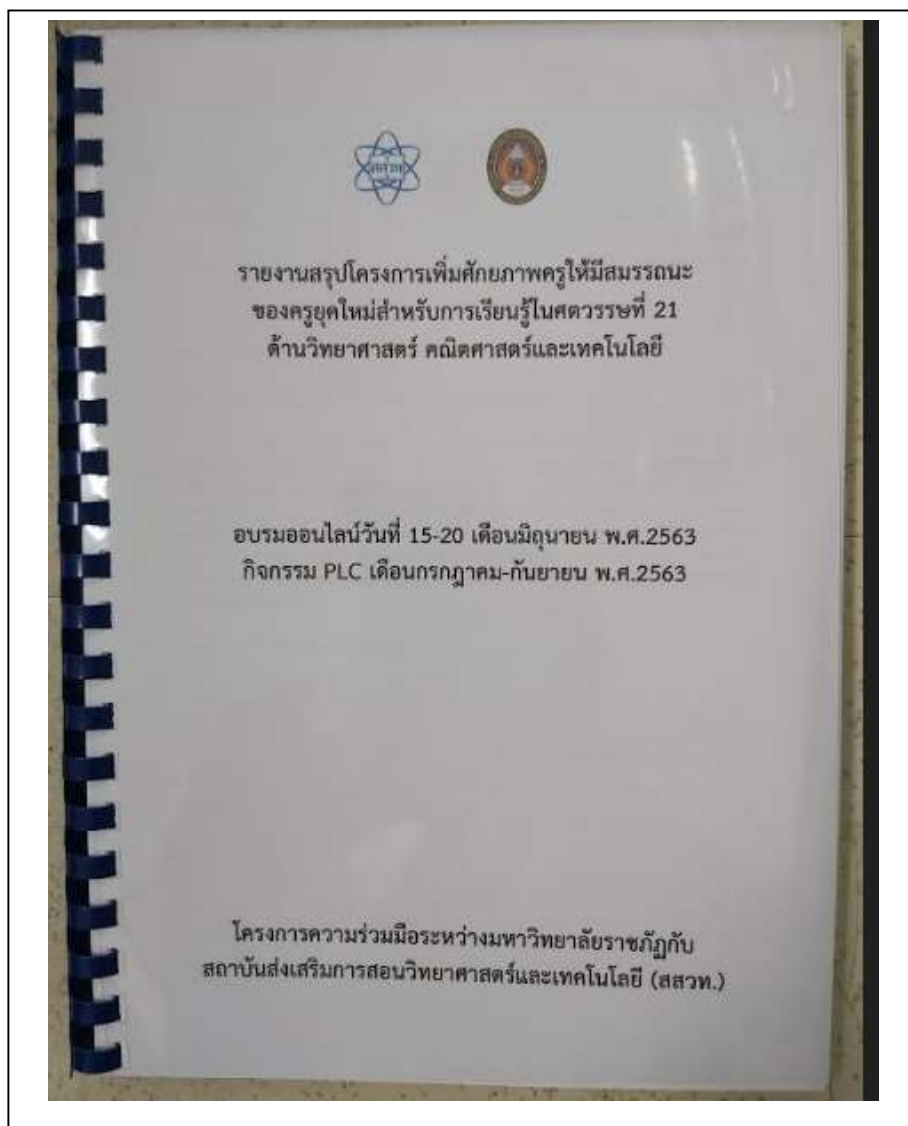 สสวท
รายงานสรุปโครงการเพิ่มศักยภาพครูให้มีสมรรถนะ
ของครูยุคใหม่สำหรับการเรียนรู้ในศตวรรษที่ 21
ด้านวิทยาศาสตร์ คณิตศาสตร์และเทคโนโลยี
อบรมออนไลน์วันที่ 15-20 เดือนมิถุนายน พ.ศ.2563
กิจกรรม PLC เดือนกรกฎาคม-กันยายน พ.ศ.2563
โครงการความร่วมมือระหว่างมหาวิทยาลัยราชภัฏกับ
สถาบันส่งเสริมการสอนวิทยาศาสตร์และเทคโนโลยี (สสวท.)